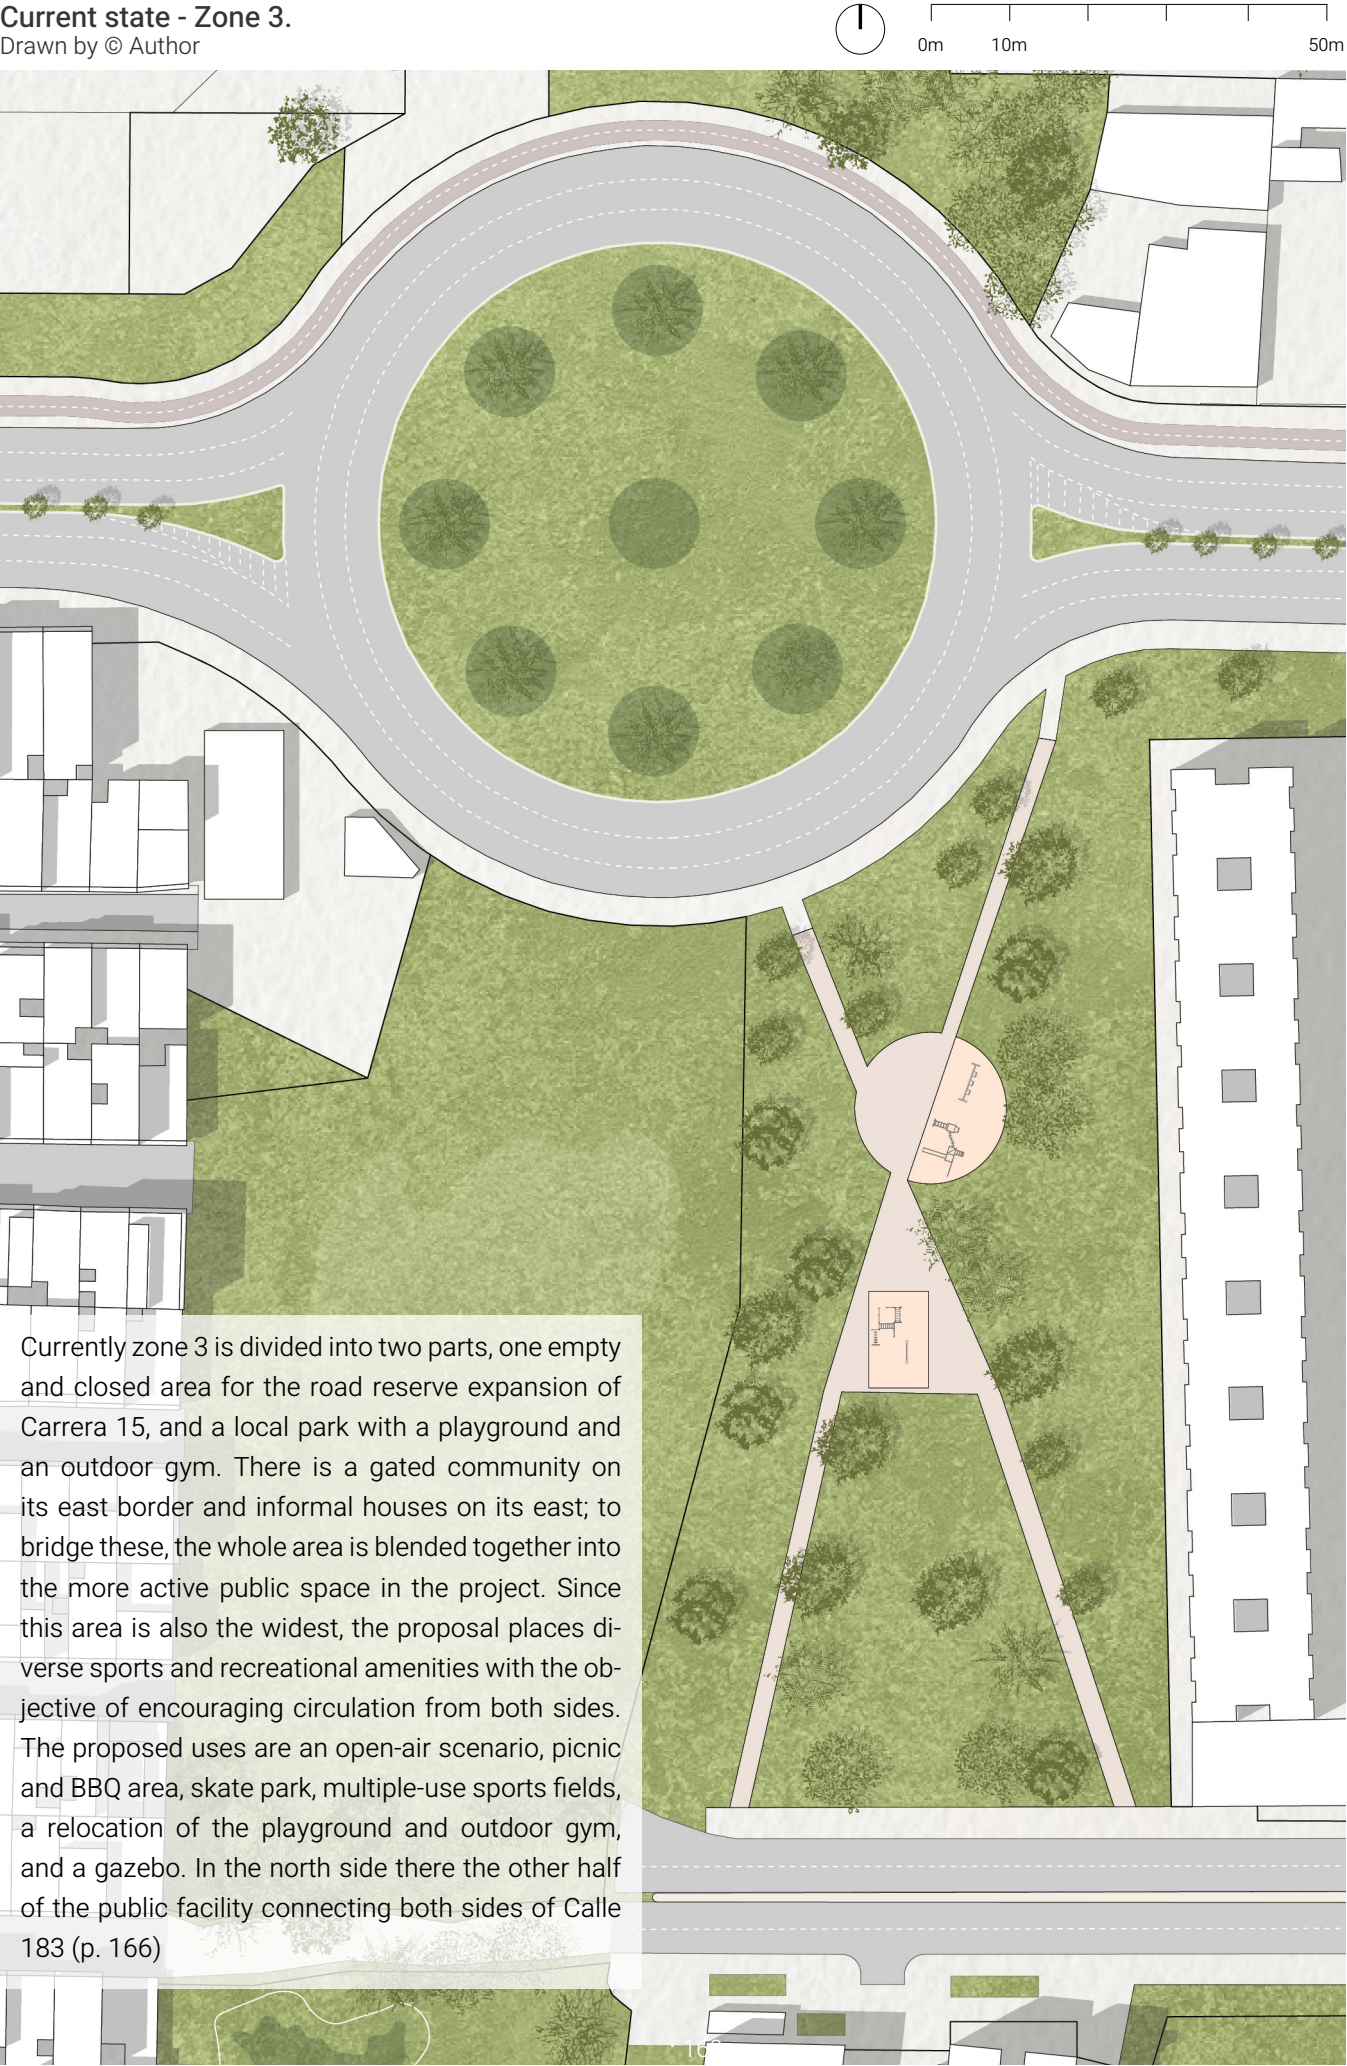 Current state - Zone 3.
Drawn by © Author
0m 10m 50m
Currently zone 3 is divided into two parts, one empty
and closed area for the road reserve expansion of
Carrera 15, and a local park with a playground and
an outdoor gym. There is a gated community on
its east border and informal houses on its east; to
bridge these, the whole area is blended together into
the more active public space in the project. Since
this area is also the widest, the proposal places di-
verse sports and recreational amenities with the ob-
jective of encouraging circulation from both sides.
The proposed uses are an open-air scenario, picnic
and BBQ area, skate park, multiple-use sports fields,
a relocation of the playground and outdoor gym,
and a gazebo. In the north side there the other half
of the public facility connecting both sides of Calle
183 (p. 166)